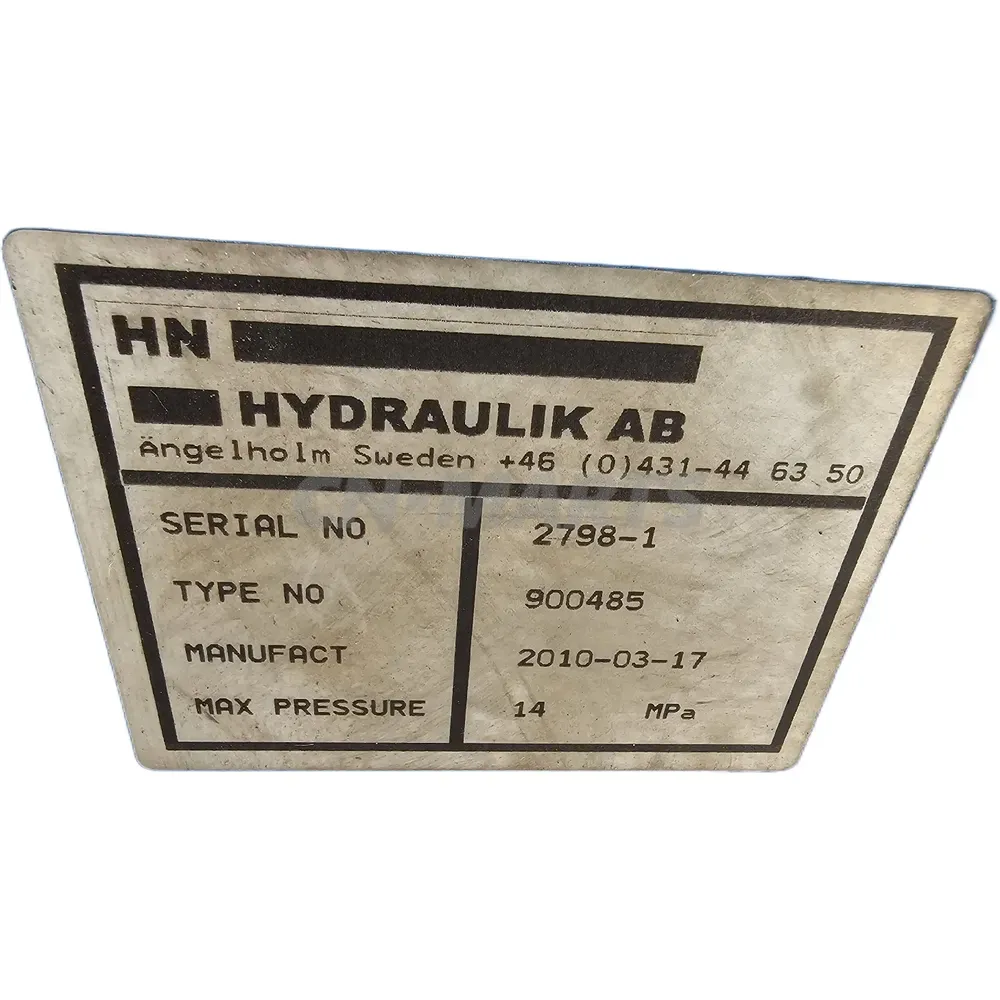 HN
HYDRAULIK AB
Ängelholm Sweden +46 (0)431-44 63 50
SERIAL NO 2798-1
TYPE NO 900485
MANUFACT 2010-03-17
MAX PRESSURE 14 MPa